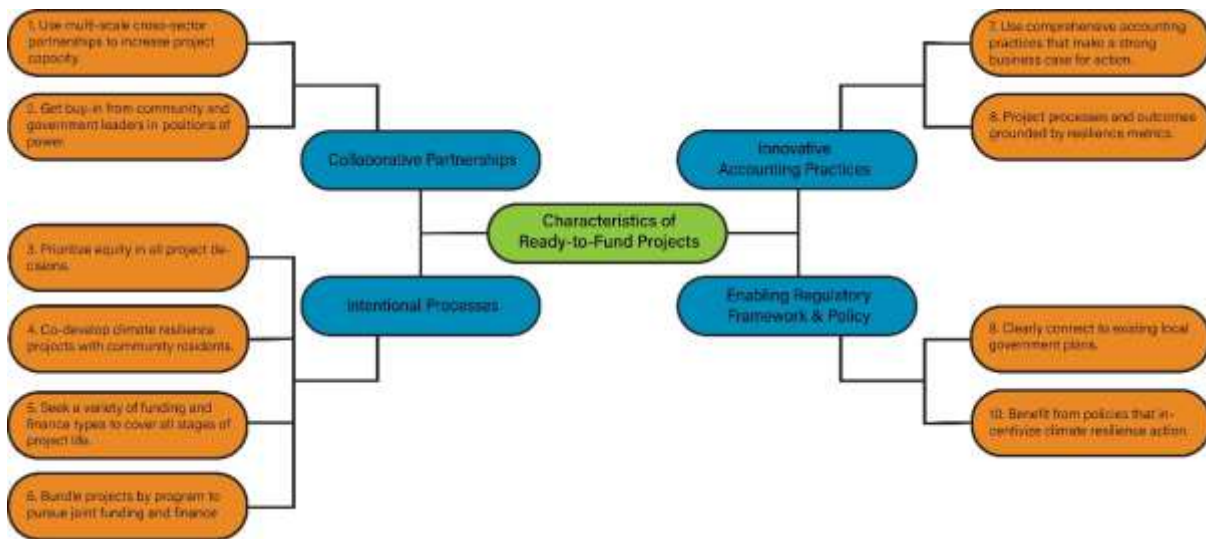 Characteristics of
Ready-to-Fund Projects
Collaborative Partnerships
1. Use multi-scale cross-sector
partnerships to increase project
capacity.
2. Get buy-in from community and
government leaders in positions of
power.
Intentional Processes
3. Prioritize equity in all project de-
cisions.
4. Co-develop climate resilience
projects with community residents.
5. Seek a variety of funding and
finance types to cover all stages of
project life.
6. Bundle projects by program to
pursue joint funding and finance
Innovative
Accounting Practices
7. Use comprehensive accounting
practices that make a strong
business case for action.
8. Project processes and outcomes
grounded by resilience metrics.
Enabling Regulatory
Framework & Policy
9. Clearly connect to existing local
government plans.
10. Benefit from policies that in-
centivize climate resilience action.